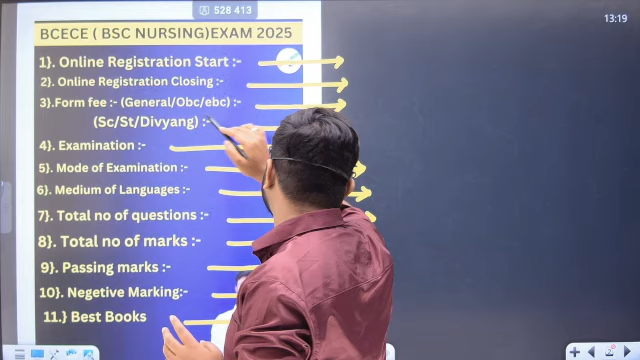 528 413
13:19
BCECE ( BSC NURSING)EXAM 2025
1}. Online Registration Start :-
2}. Online Registration Closing :-
3}.Form fee :- (General/Obc/ebc) :-
(Sc/St/Divyang) :-
4}. Examination :-
5}. Mode of Examination :-
6}. Medium of Languages :-
7}. Total no of questions :-
8}. Total no of marks :-
9}. Passing marks :-
10}. Negetive Marking:-
11.} Best Books